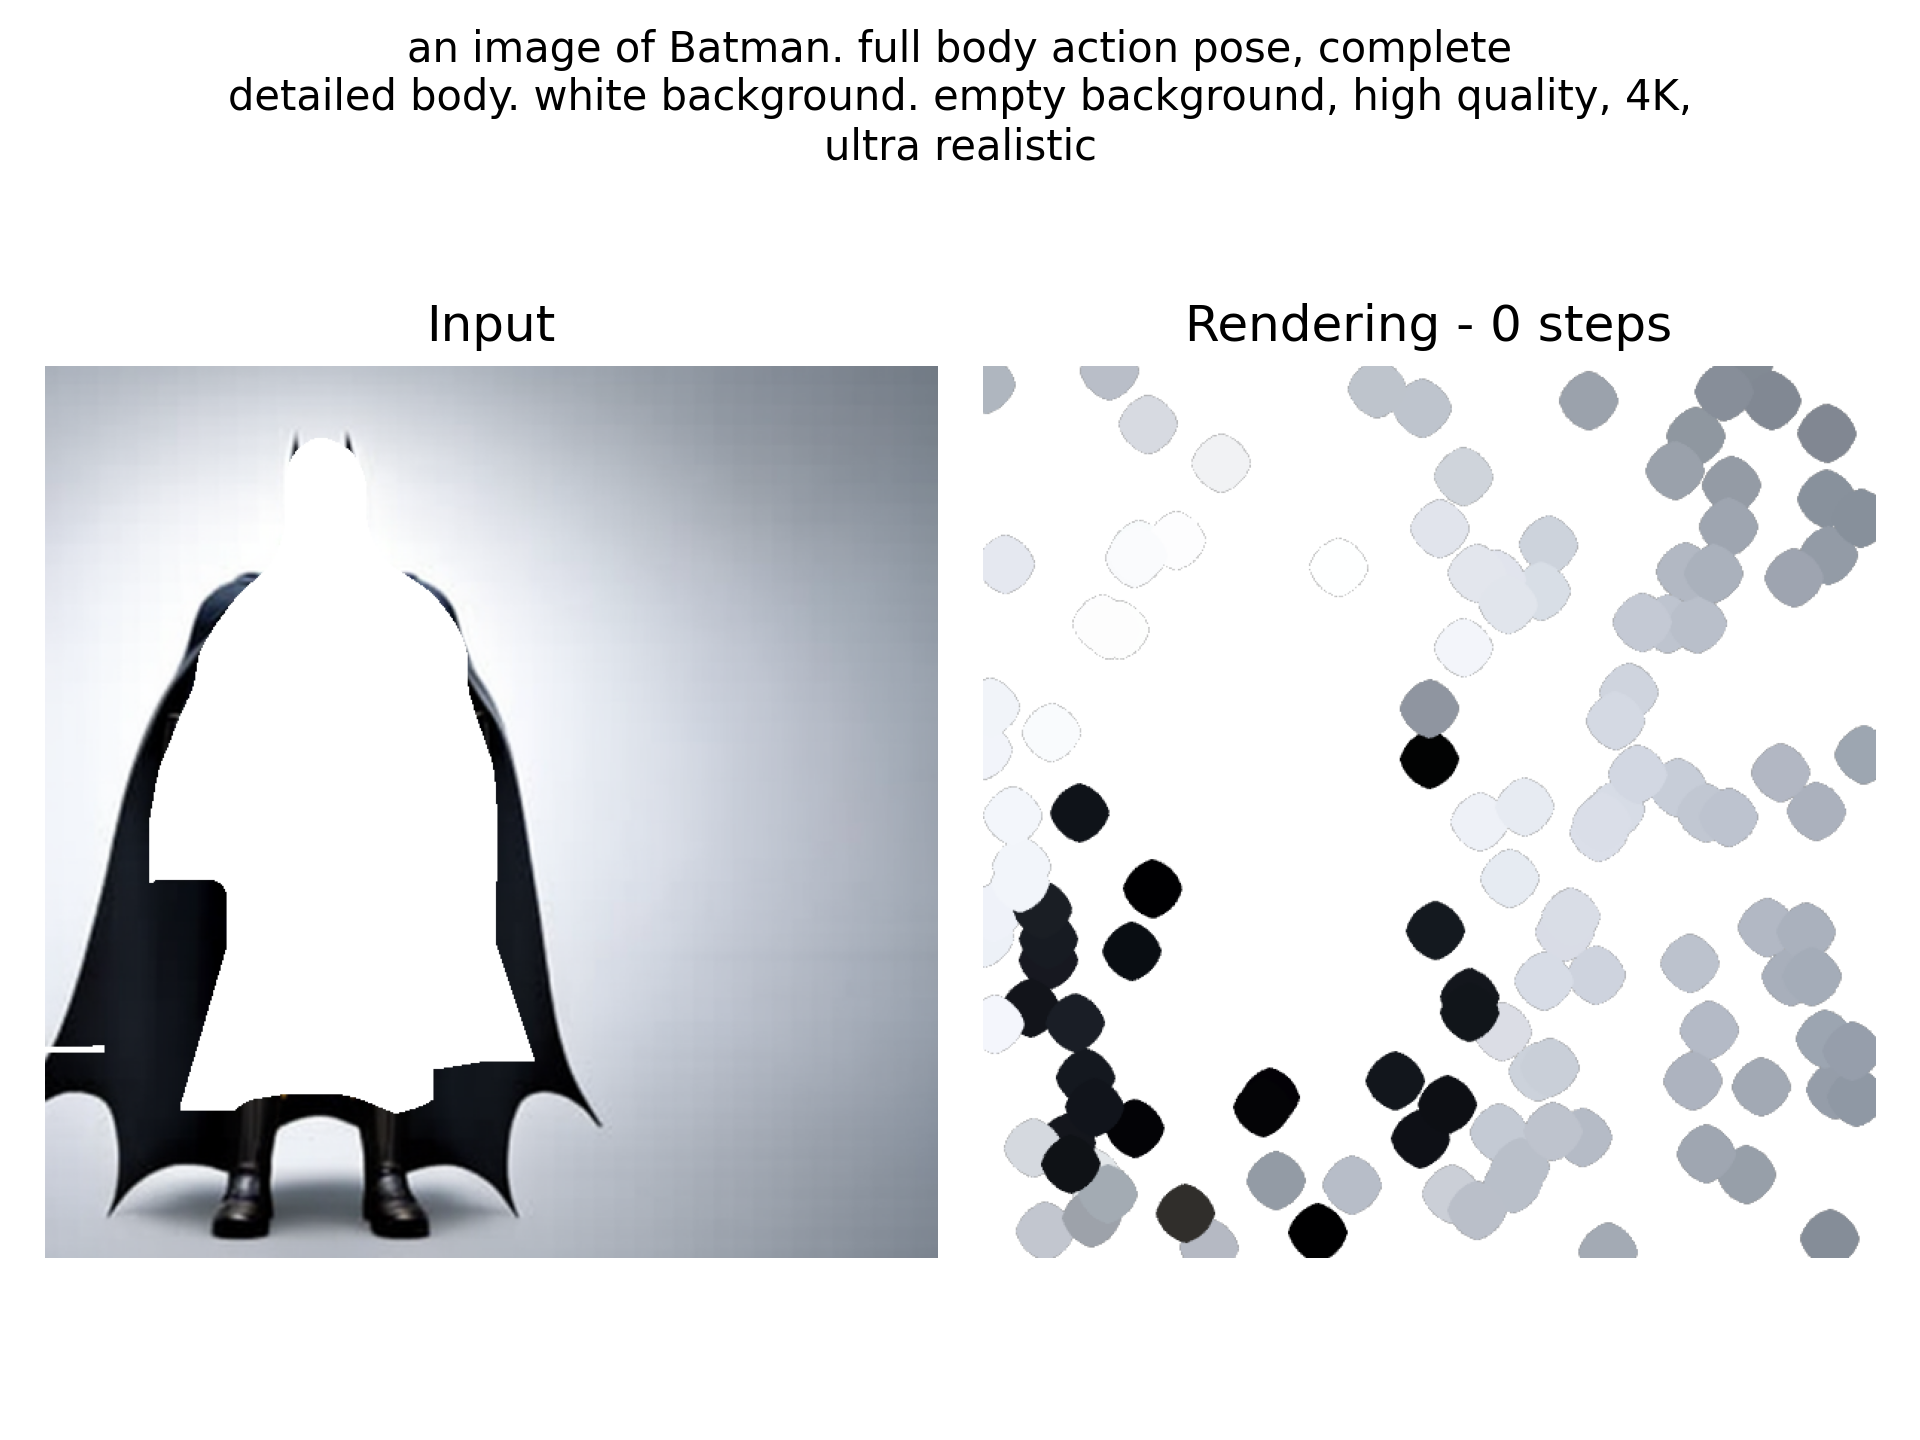 an image of Batman. full body action pose, complete
detailed body. white background. empty background, high quality, 4K,
ultra realistic
Input
Rendering - 0 steps